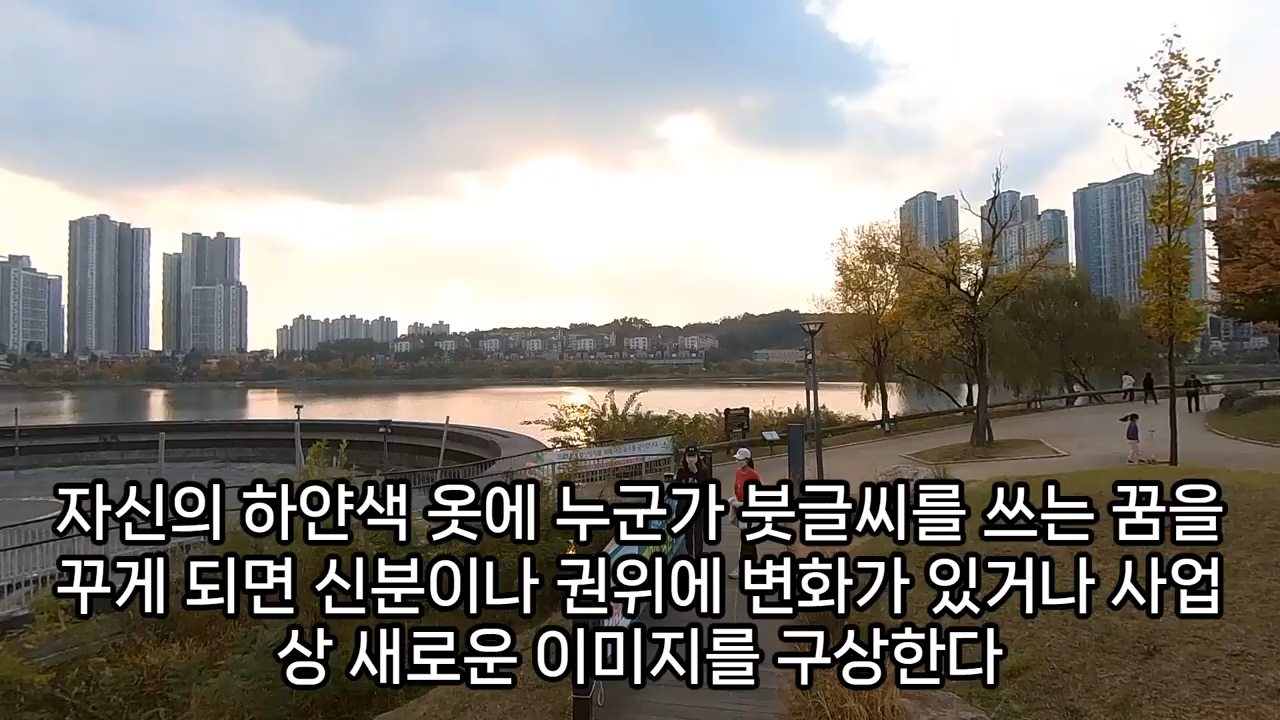 자신의 하얀색 옷에 누군가 붓글씨를 쓰는 꿈을
꾸게 되면 신분이나 권위에 변화가 있거나 사업
상 새로운 이미지를 구상한다